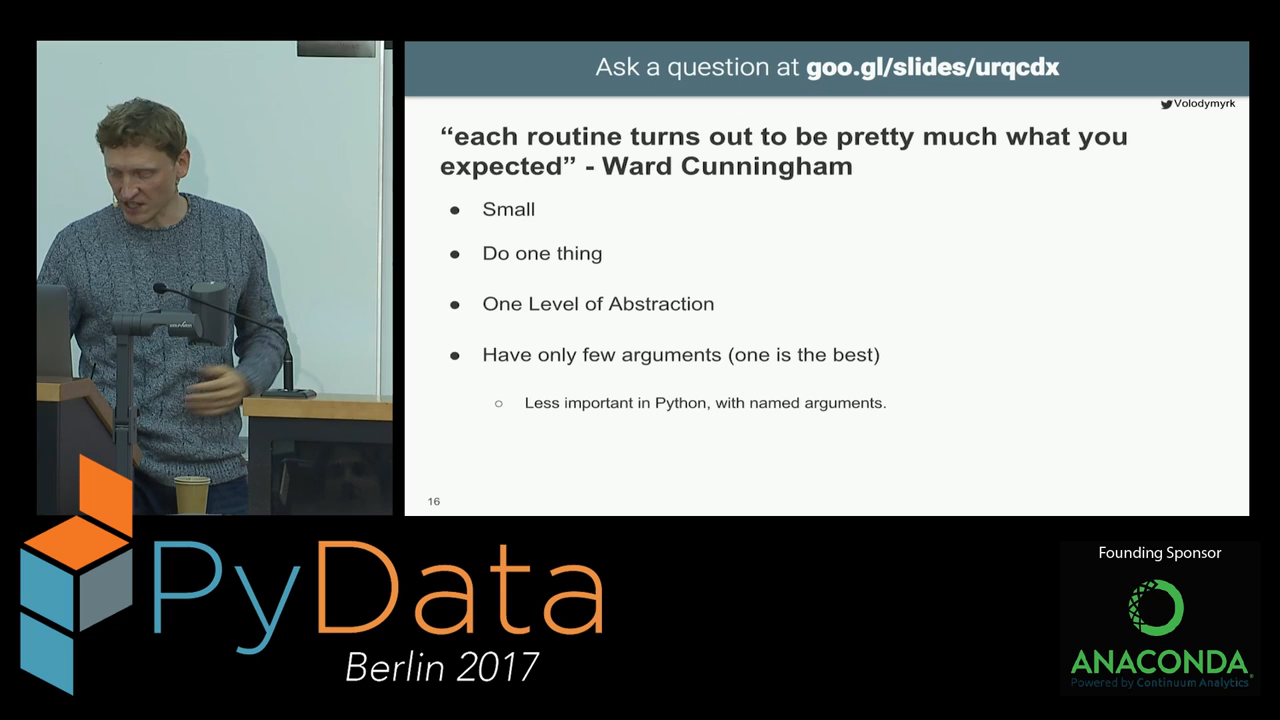 Ask a question at goo.gl/slides/urqcdx
Volodymyrk
“each routine turns out to be pretty much what you
expected” - Ward Cunningham
● Small
● Do one thing
● One Level of Abstraction
● Have only few arguments (one is the best)
○ Less important in Python, with named arguments.
16
PyData
Berlin 2017
Founding Sponsor
ANACONDA
Powered by Continuum Analytics